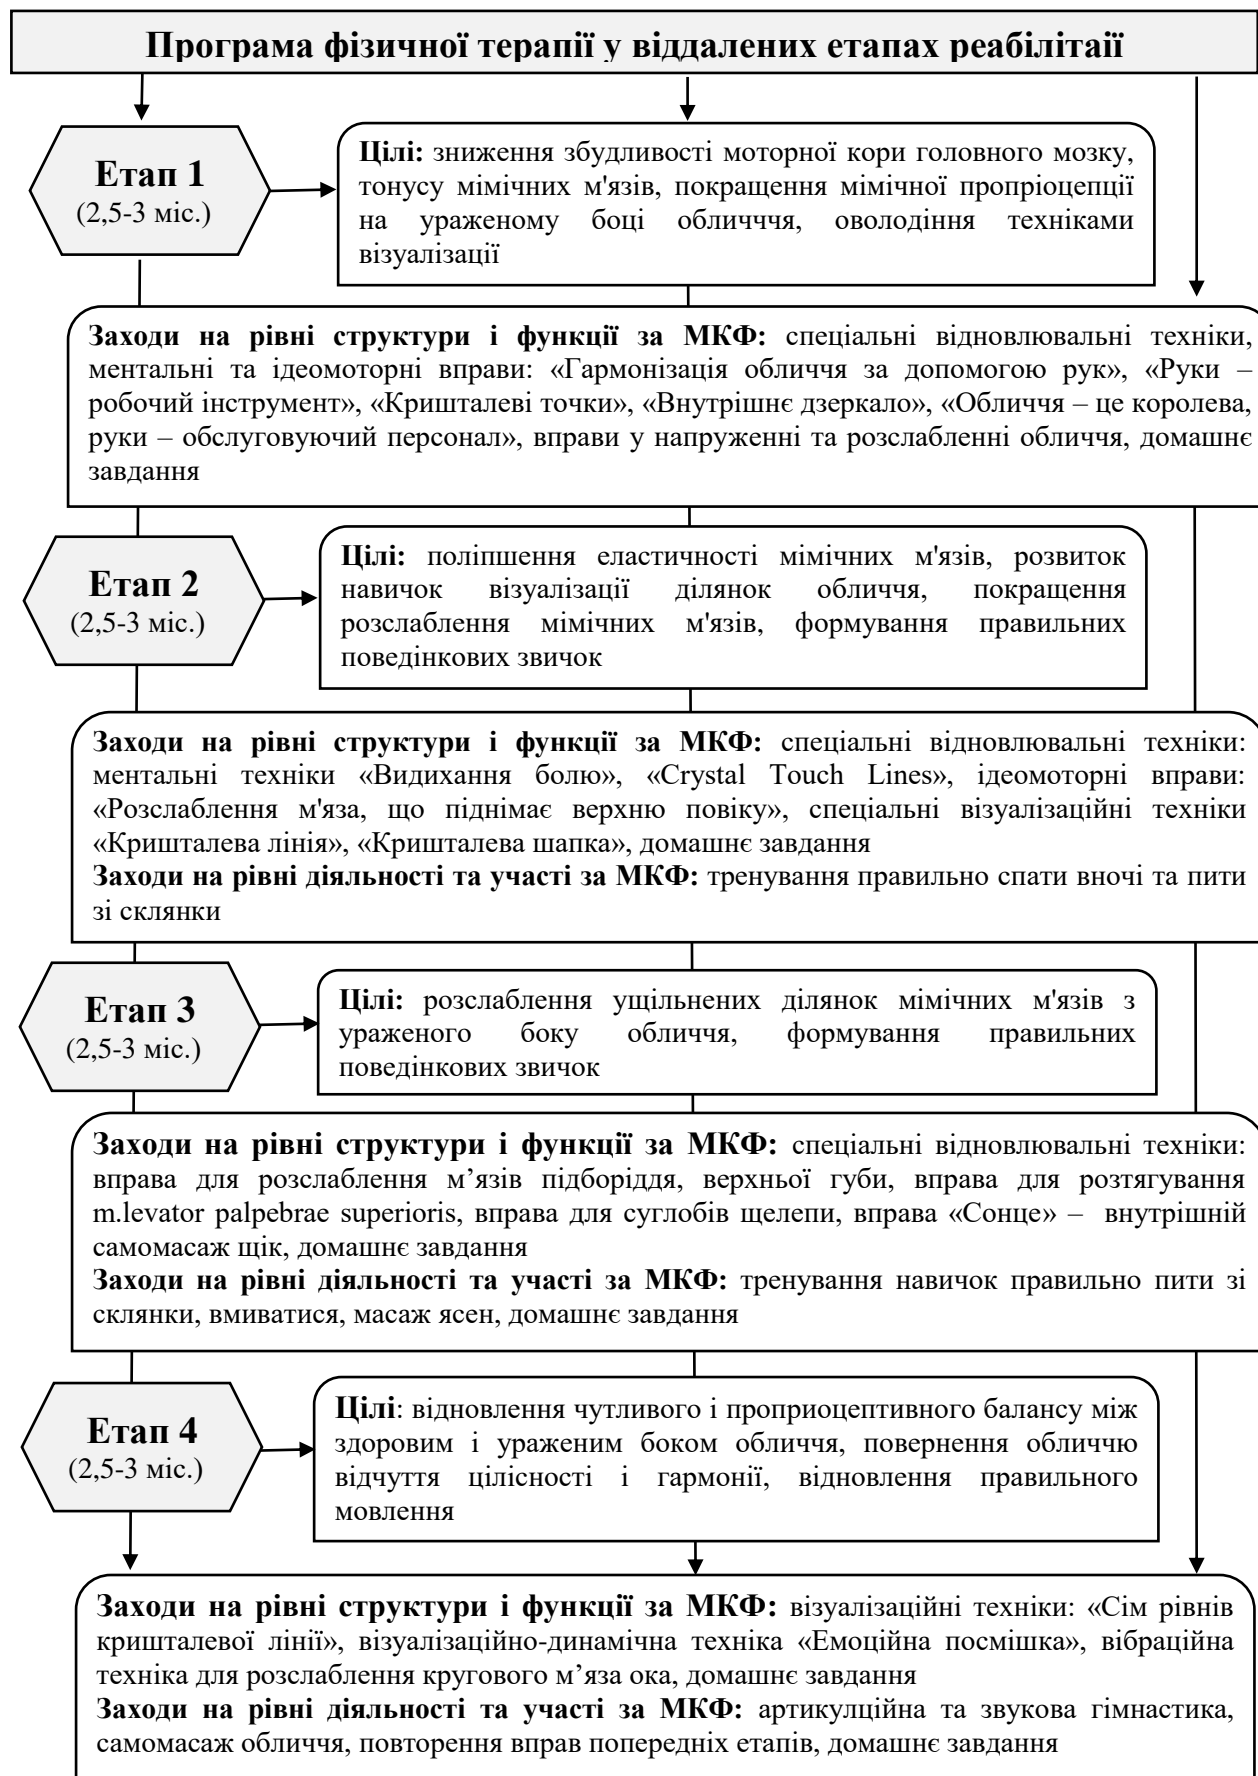 Програма фізичної терапії у віддалених етапах реабілітаії
Етап 1
(2,5-3 міс.)
Цілі: зниження збудливості моторної кори головного мозку,
тонусу мімічних м'язів, покращення мімічної пропріоцепції
на ураженому боці обличччя, оволодіння техніками
візуалізації
Заходи на рівні структури і функції за МКФ: спеціальні відновлювальні техніки,
ментальні та ідеомоторні вправи: «Гармонізація обличчя за допомогою рук», «Руки –
робочий інструмент», «Кришталеві точки», «Внутрішнє дзеркало», «Обличчя – це королева,
руки – обслуговуючий персонал», вправи у напруженні та розслабленні обличчя, домашнє
завдання
Етап 2
(2,5-3 міс.)
Цілі: поліпшення еластичності мімічних м'язів, розвиток
навичок візуалізації ділянок обличчя, покращення
розслаблення мімічних м'язів, формування правильних
поведінкових звичок
Заходи на рівні структури і функції за МКФ: спеціальні відновлювальні техніки:
ментальні техніки «Видихання болю», «Crystal Touch Lines», ідеомоторні вправи:
«Розслаблення м'яза, що піднімає верхню повіку», спеціальні візуалізаційні техніки
«Кришталева лінія», «Кришталева шапка», домашнє завдання
Заходи на рівні діяльності та участі за МКФ: тренування правильно спати вночі та пити
зі склянки
Етап 3
(2,5-3 міс.)
Цілі: розслаблення ущільнених ділянок мімічних м'язів з
ураженого боку обличчя, формування правильних
поведінкових звичок
Заходи на рівні структури і функції за МКФ: спеціальні відновлювальні техніки:
вправа для розслаблення м’язів підборіддя, верхньої губи, вправа для розтягування
m.levator palpebrae superioris, вправа для суглобів щелепи, вправа «Сонце» – внутрішній
самомасаж щік, домашнє завдання
Заходи на рівні діяльності та участі за МКФ: тренування навичок правильно пити зі
склянки, вмиватися, масаж ясен, домашнє завдання
Етап 4
(2,5-3 міс.)
Цілі: відновлення чутливого і проприоцептивного балансу між
здоровим і ураженим боком обличчя, повернення обличчю
відчуття цілісності і гармонії, відновлення правильного
мовлення
Заходи на рівні структури і функції за МКФ: візуалізаційні техніки: «Сім рівнів
кришталевої лінії», візуалізаційно-динамічна техніка «Емоційна посмішка», вібраційна
техніка для розслаблення кругового м’яза ока, домашнє завдання
Заходи на рівні діяльності та участі за МКФ: артикулційна та звукова гімнастика,
самомасаж обличчя, повторення вправ попередніх етапів, домашнє завдання